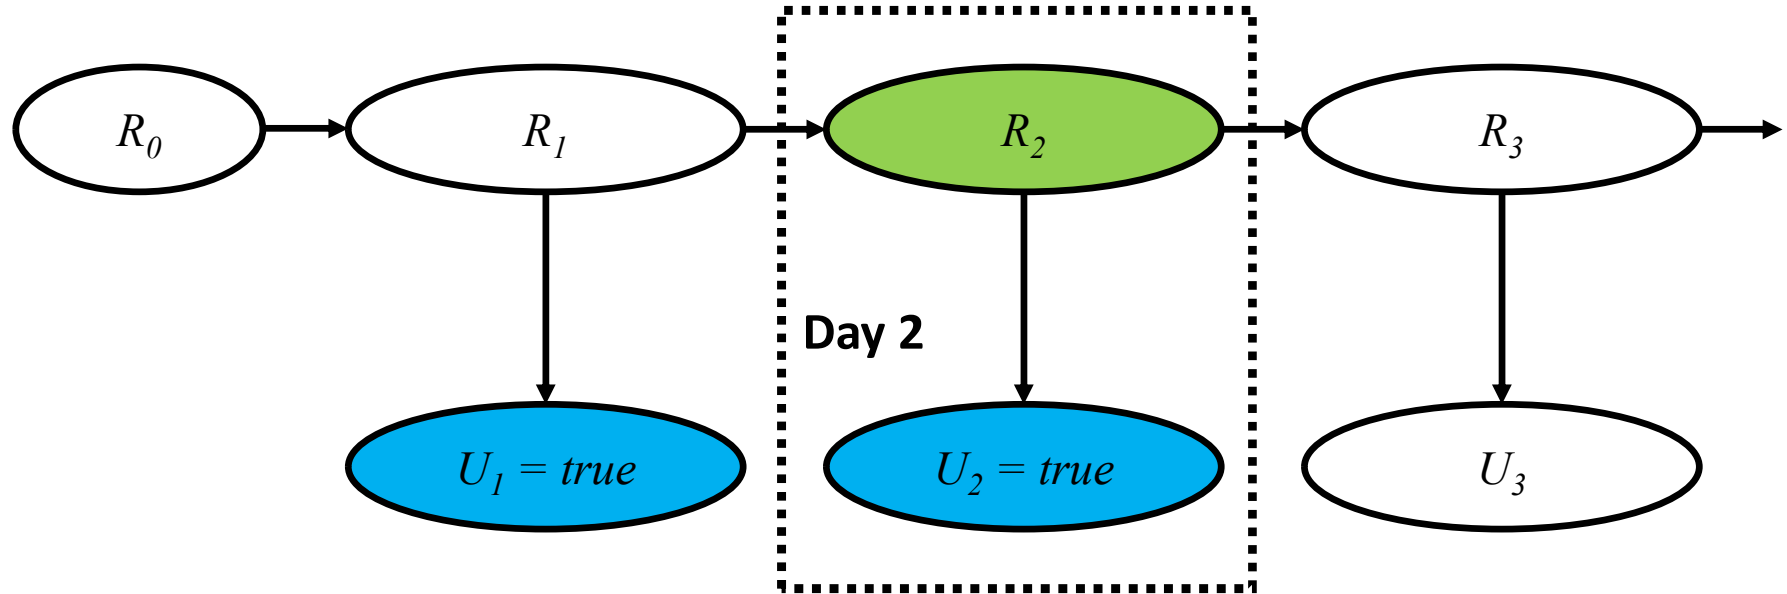 R₀
R₁
R₂
R₃
Day 2
U₁ = true
U₂ = true
U₃